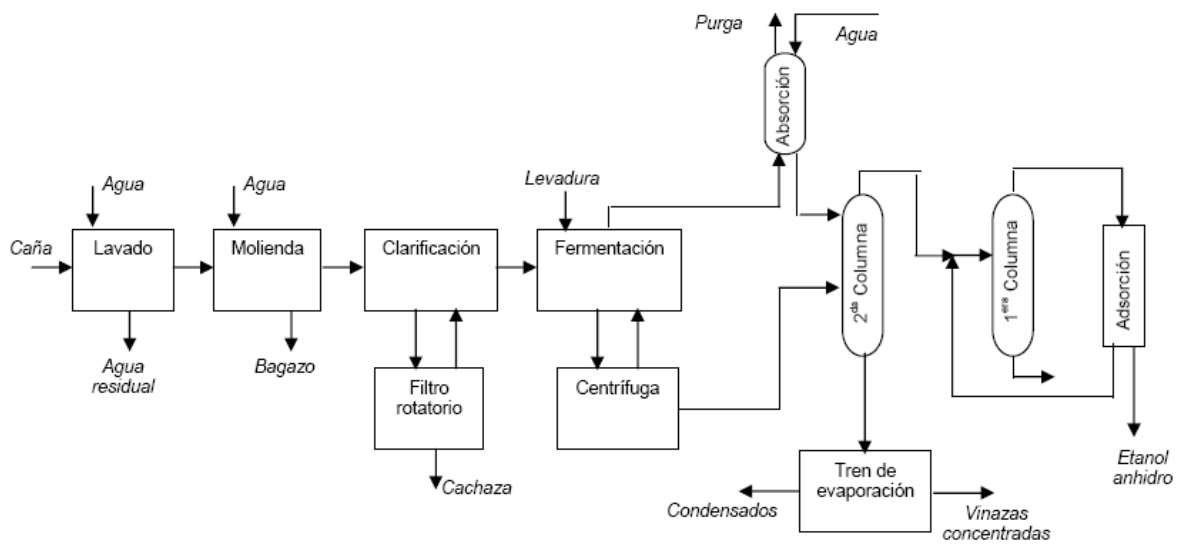 Purga
Agua
Absorción
Agua
Agua
Levadura
Caña
Lavado
Molienda
Clarificación
Fermentación
2da Columna
1era Columna
Adsorción
Agua
residual
Bagazo
Filtro
rotatorio
Centrífuga
Cachaza
Tren de
evaporación
Condensados
Vinazas
concentradas
Etanol
anhidro